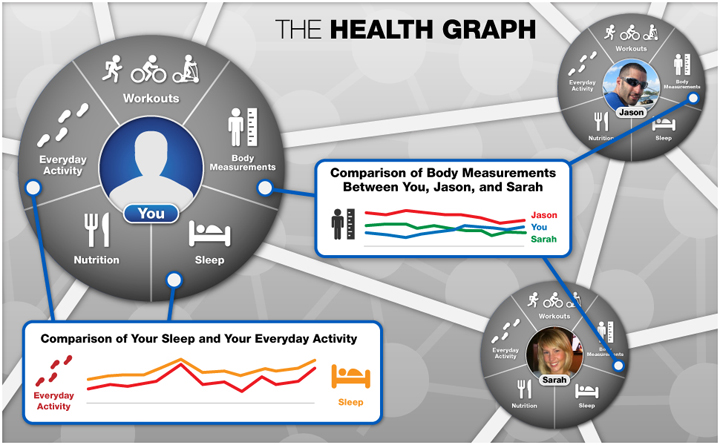 THE HEALTH GRAPH
Workouts
Everyday
Activity
Body
Measurements
You
Nutrition
Sleep
Workouts
Everyday
Activity
Body
Measurements
Jason
Nutrition
Sleep
Comparison of Body Measurements
Between You, Jason, and Sarah
Jason
You
Sarah
Workouts
Everyday
Activity
Body
Measurements
Sarah
Nutrition
Sleep
Comparison of Your Sleep and Your Everyday Activity
Everyday
Activity
Sleep